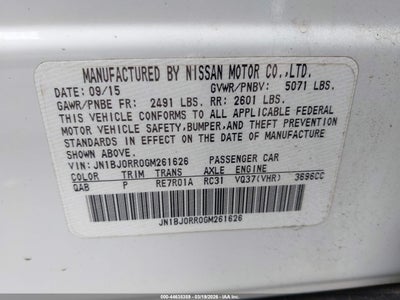 MANUFACTURED BY NISSAN MOTOR CO.,LTD.
DATE: 09/15 GVWR/PNBV: 5071 LBS.
GAWR/PNBE FR: 2491 LBS. RR: 2601 LBS.
THIS VEHICLE CONFORMS TO ALL APPLICABLE FEDERAL
MOTOR VEHICLE SAFETY, BUMPER, AND THEFT PREVENTION
STANDARDS IN EFFECT ON THE DATE OF MANUFACTURE
SHOWN ABOVE.
VIN: JN1BJ0RR0GM261626 PASSENGER CAR
COLOR TRIM TRANS AXLE ENGINE
QAB P RE7R01A RC31 VQ37(VHR) 3696CC
JN1BJ0RR0GM261626
000-44638359 - 03/19/2026 - IAAI.COM